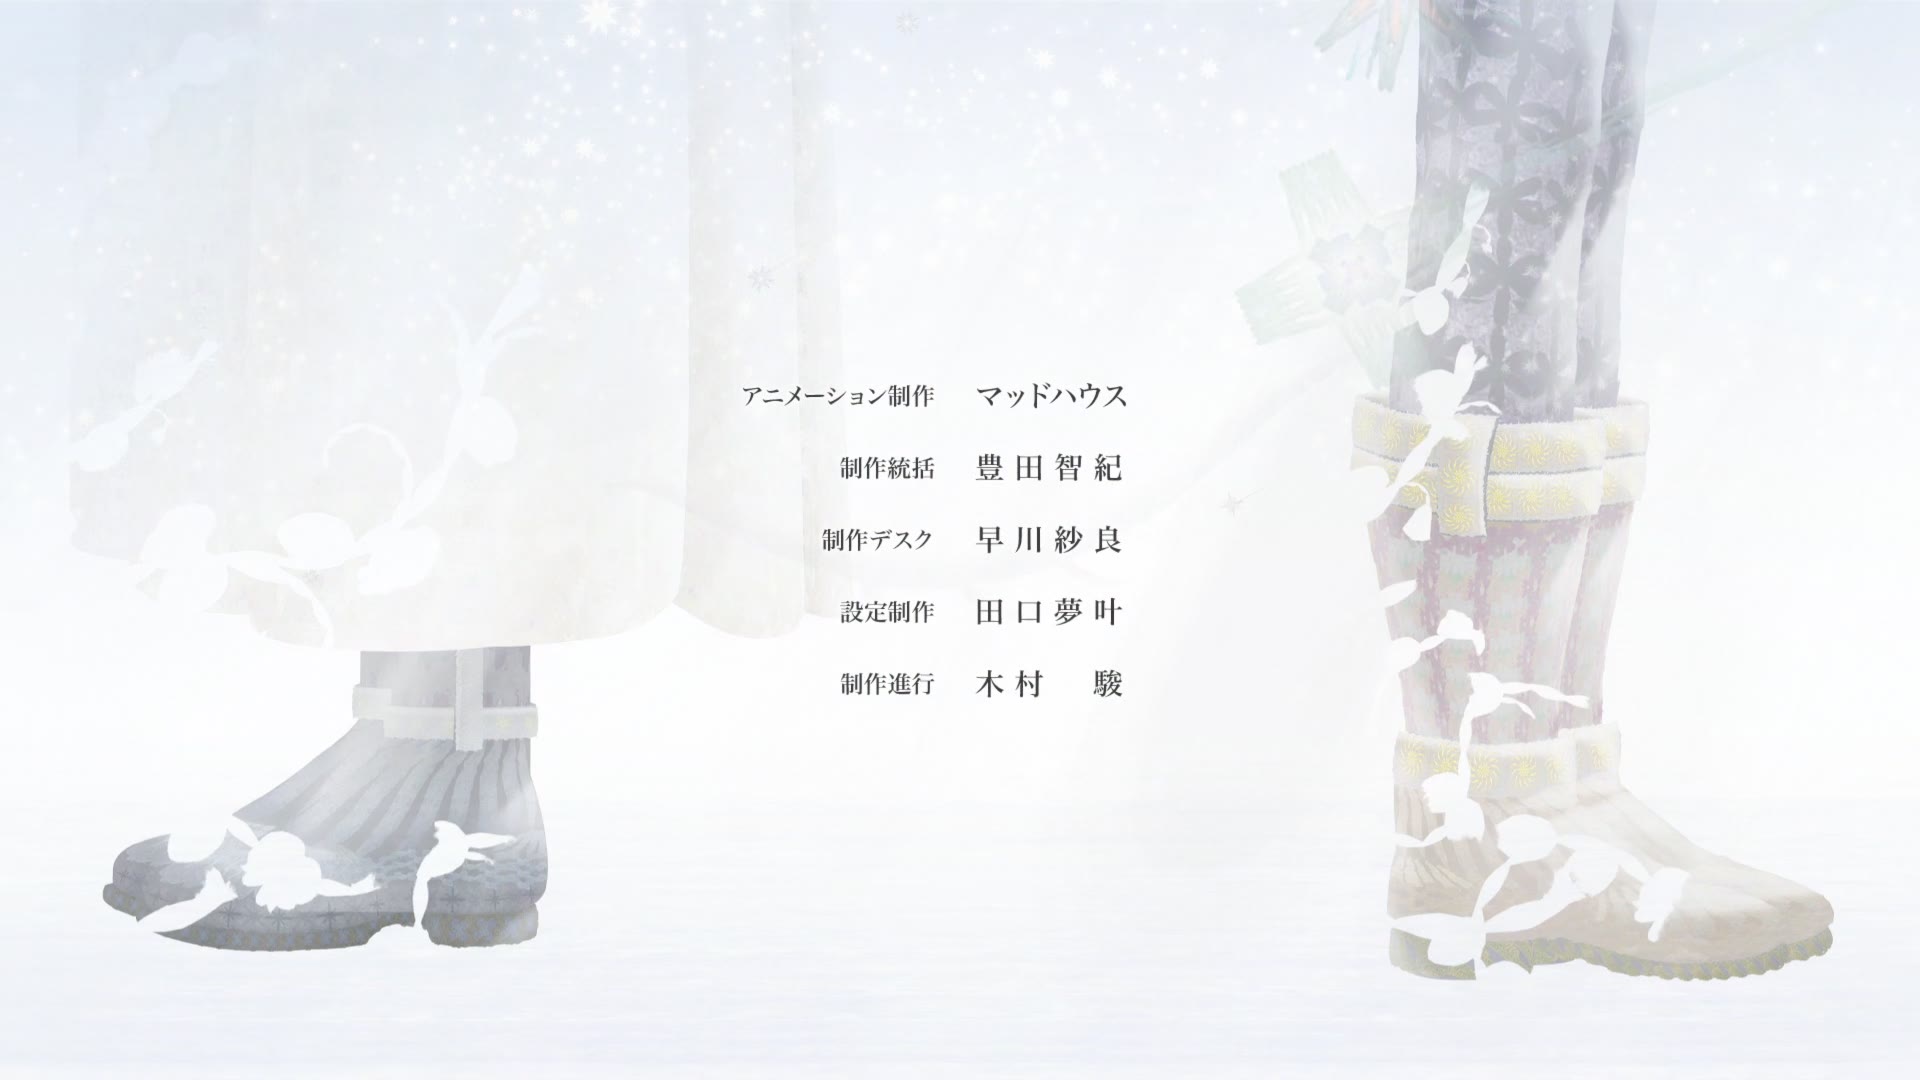 アニメーション制作　マッドハウス
制作統括　豊田智紀
制作デスク　早川紗良
設定制作　田口夢叶
制作進行　木村　駿